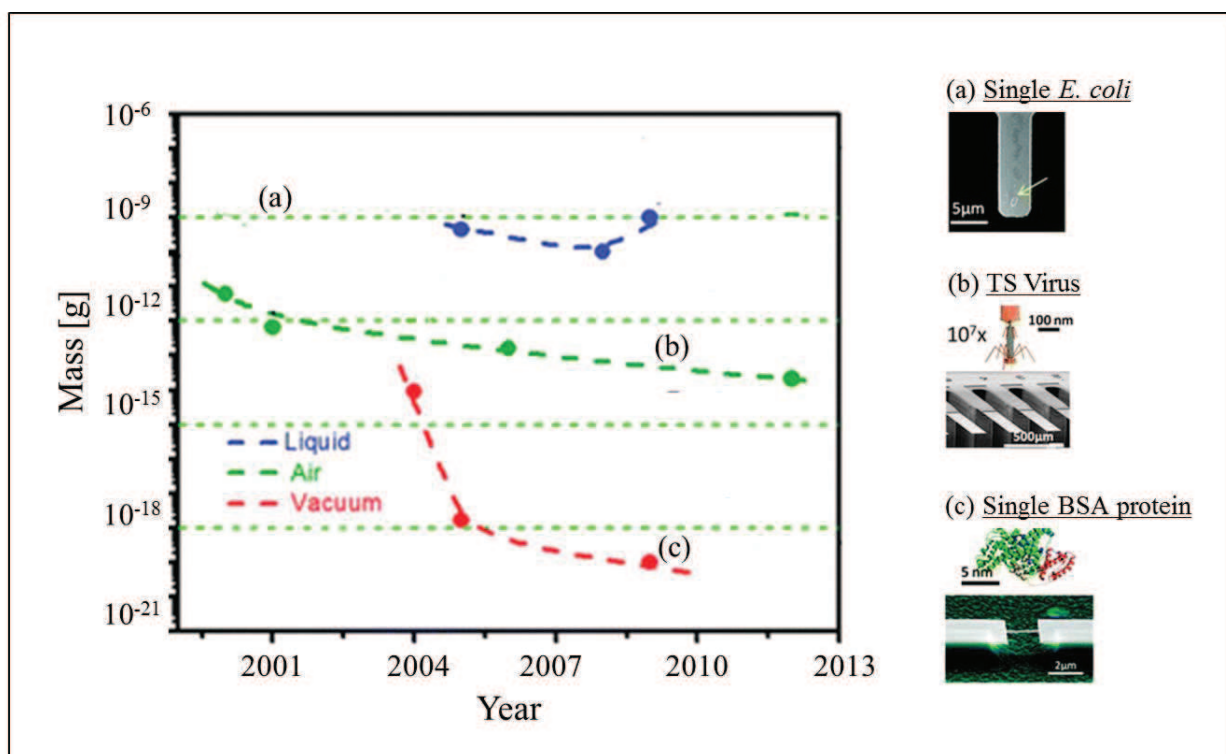 Mass [g]
10-6
10-9
10-12
10-15
10-18
10-21
(a)
(b)
(c)
Liquid
Air
Vacuum
2001 2004 2007 2010 2013
Year
(a) Single E. coli
5μm
(b) TS Virus
10⁷x
100 nm
500μm
(c) Single BSA protein
5 nm
2μm